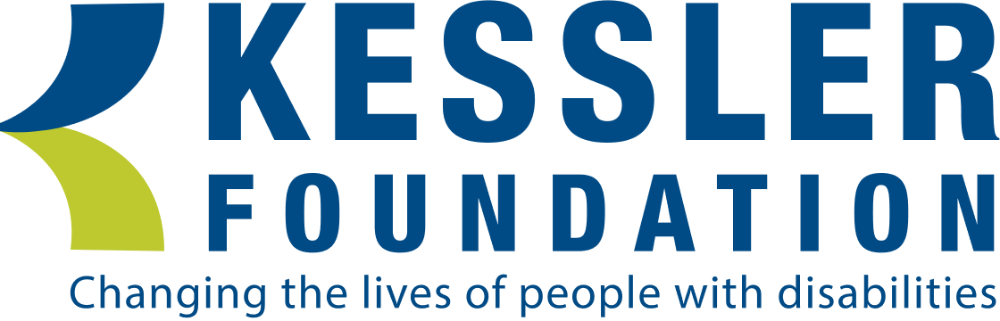 KESSLER
FOUNDATION
Changing the lives of people with disabilities